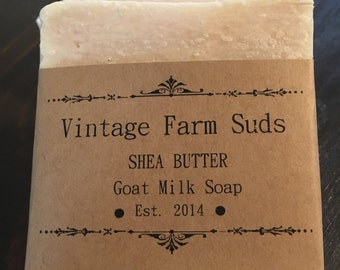 Vintage Farm Suds
SHEA BUTTER
Goat Milk Soap
● Est. 2014 ●